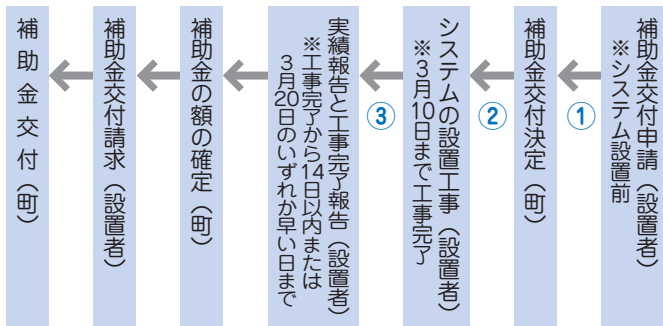 補助金交付申請（設置者）
※システム設置前
①
補助金交付決定（町）
②
システムの設置工事（設置者）
※3月10日まで工事完了
③
実績報告と工事完了報告（設置者）
※工事完了から14日以内または
3月20日のいずれか早い日まで
補助金の額の確定（町）
補助金交付請求（設置者）
補助金交付（町）